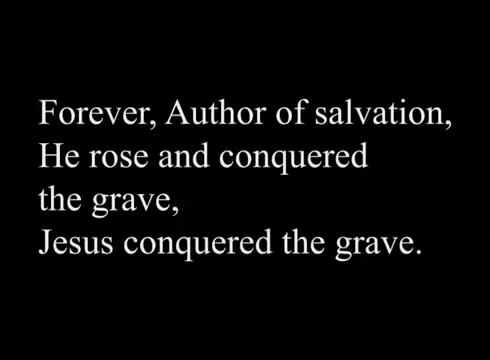 Forever, Author of salvation,
He rose and conquered
the grave,
Jesus conquered the grave.